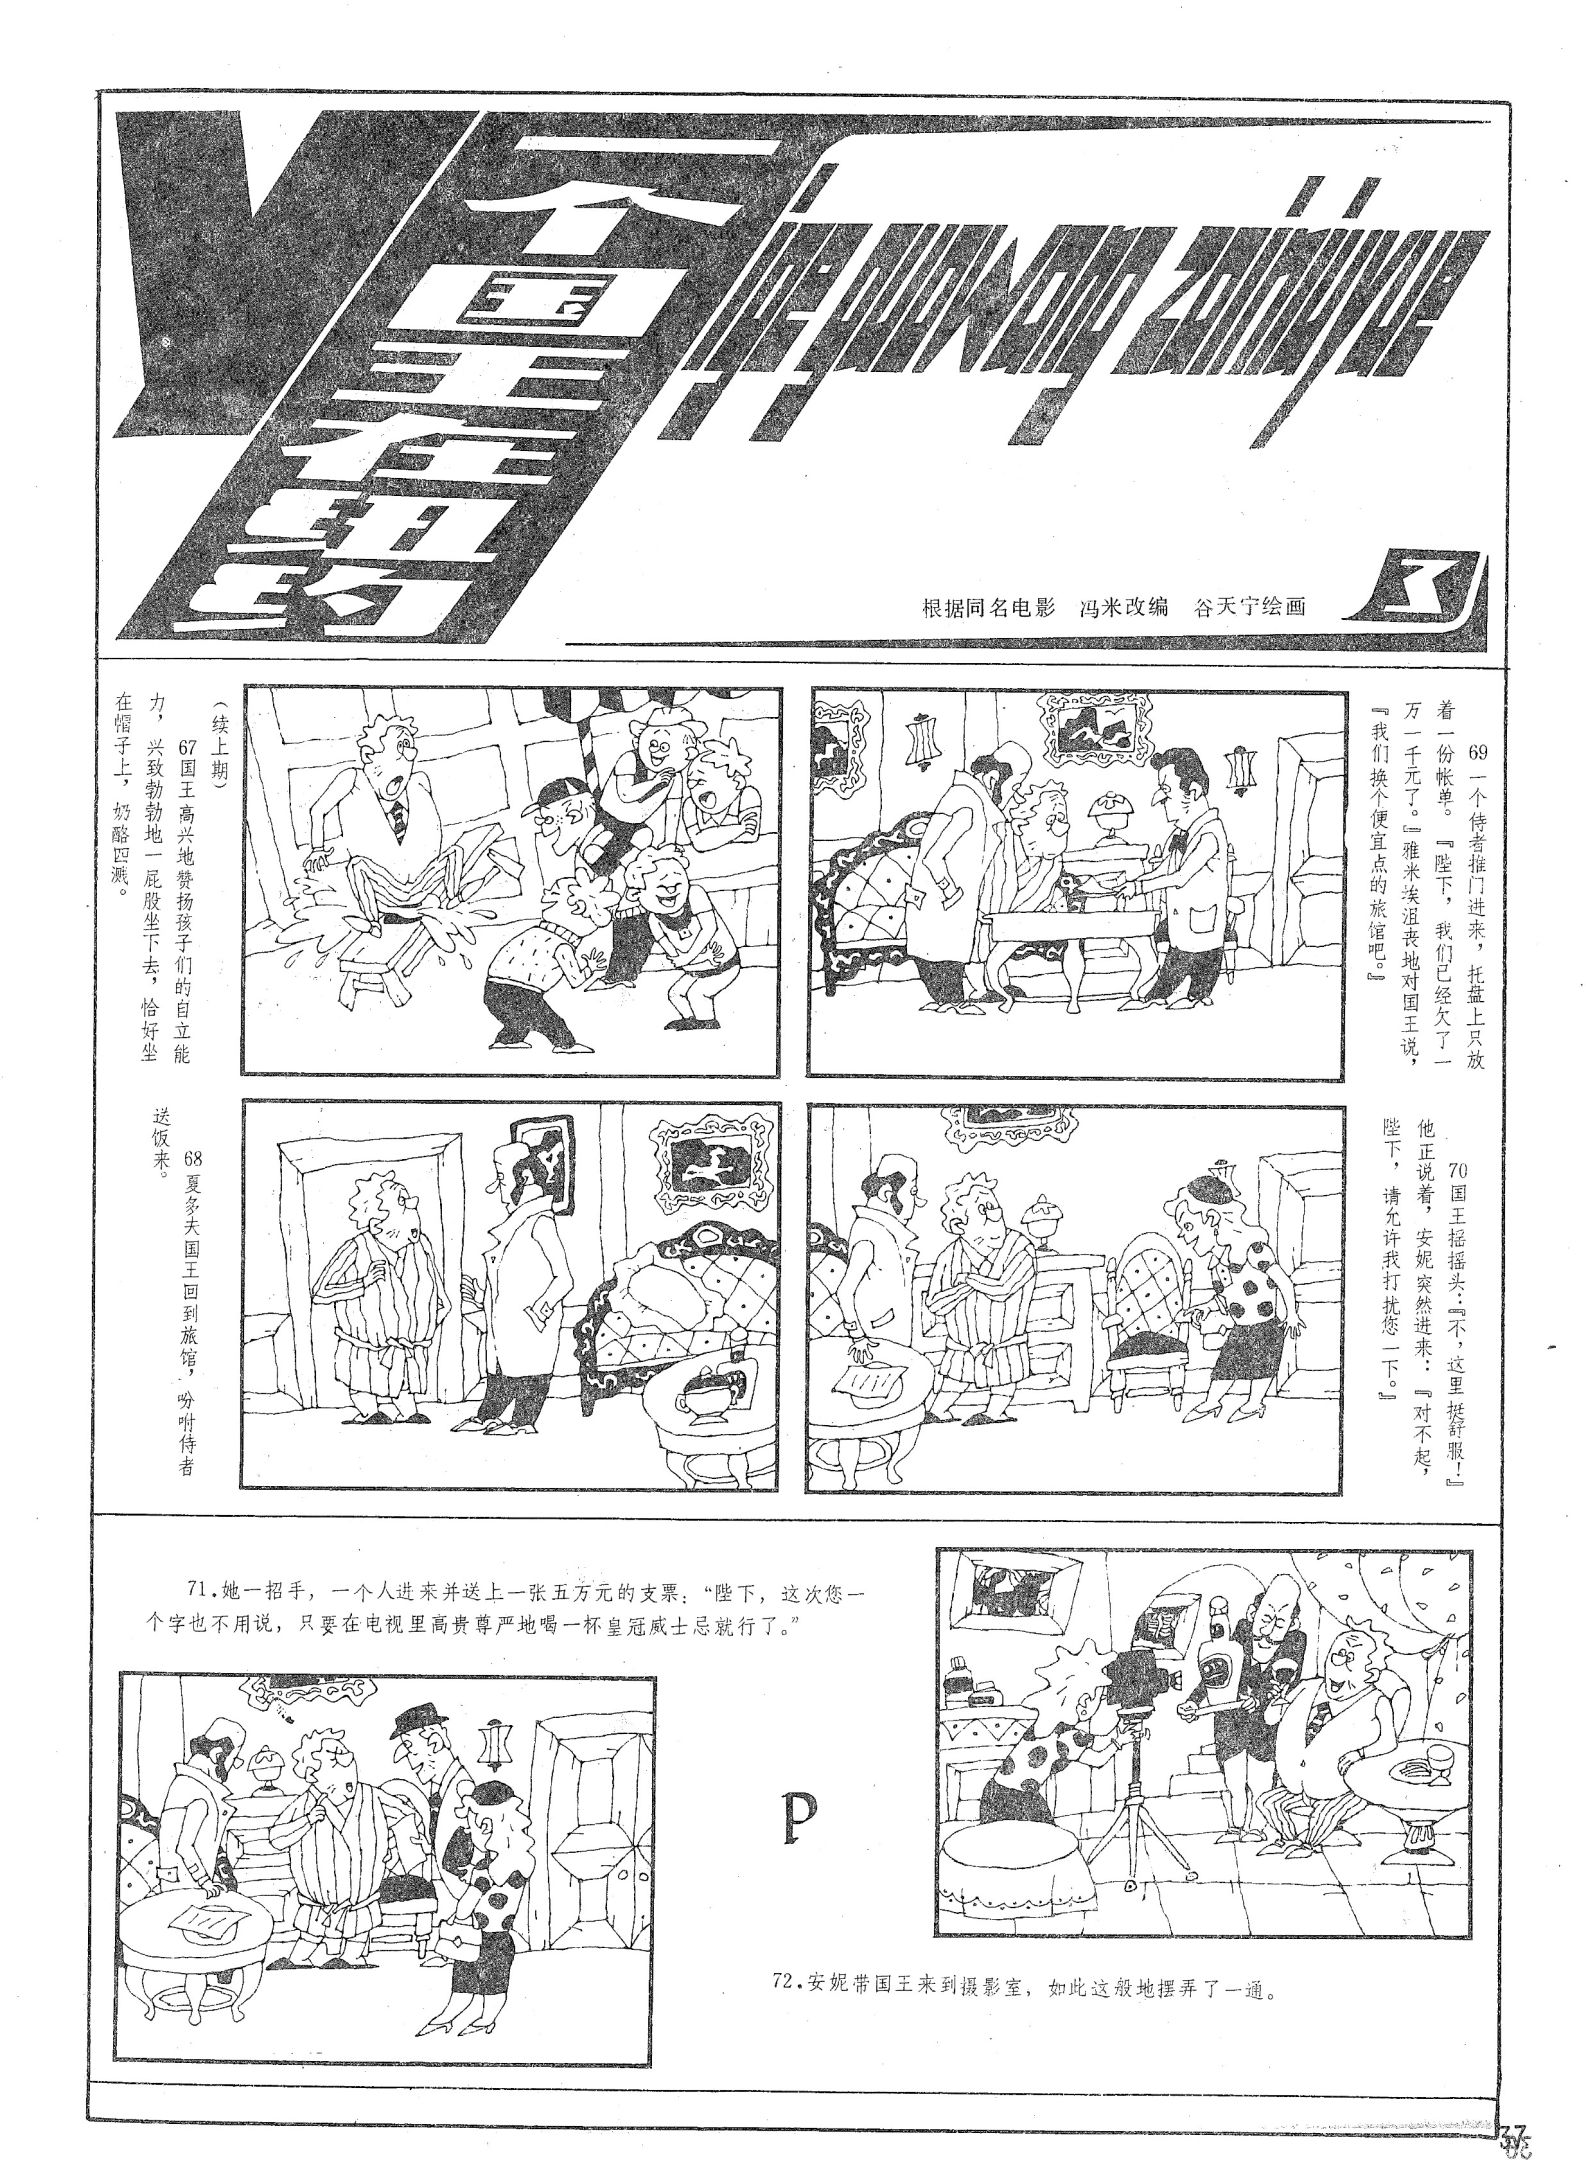 一个国王在纽约
yige guowang zainiuyue
根据同名电影　冯米改编　谷天宁绘画
3
（续上期）
67国王高兴地赞扬孩子们的自立能
力，兴致勃勃地一屁股坐下去，恰好坐
在帽子上，奶酪四溅。
68夏多夫国王回到旅馆，吩咐侍者
送饭来。
69一个侍者推门进来，托盘上只放
着一份帐单。『陛下，我们已经欠了一
万一千元了。』雅米埃沮丧地对国王说，
『我们换个便宜点的旅馆吧。』
70国王摇摇头：『不，这里挺舒服！』
他正说着，安妮突然进来：『对不起，
陛下，请允许我打扰您一下。』
71.她一招手，一个人进来并送上一张五万元的支票：“陛下，这次您一
个字也不用说，只要在电视里高贵尊严地喝一杯皇冠威士忌就行了。”
P
72.安妮带国王来到摄影室，如此这般地摆弄了一通。
37